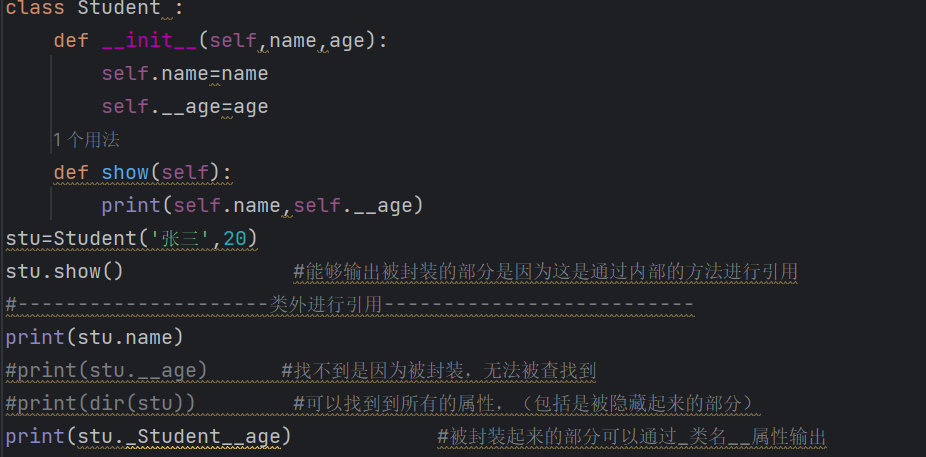 class Student :
    def __init__(self,name,age):
        self.name=name
        self.__age=age
    1 个用法
    def show(self):
        print(self.name,self.__age)
stu=Student('张三',20)
stu.show()              #能够输出被封装的部分是因为这是通过内部的方法进行引用
#---------------------类外进行引用--------------------------
print(stu.name)
#print(stu.__age)      #找不到是因为被封装，无法被查找到
#print(dir(stu))        #可以找到到所有的属性，（包括是被隐藏起来的部分）
print(stu._Student__age)            #被封装起来的部分可以通过_类名__属性输出